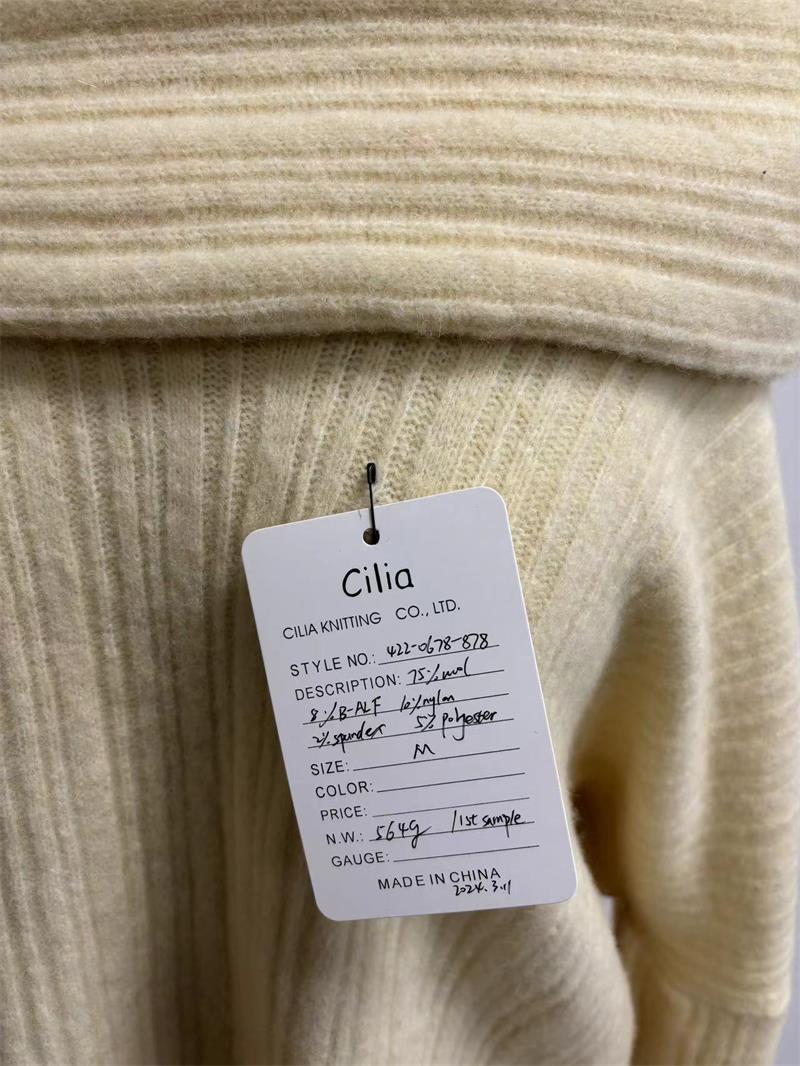 Cilia
CILIA KNITTING CO., LTD.
STYLE NO.: 422-0678-878
DESCRIPTION: 75% wol
8% B-ALF 10% nylon
2% spandex 5% polyester
SIZE: M
COLOR:
PRICE:
N.W.: 564g /1st sample
GAUGE:
MADE IN CHINA
2024.3.11